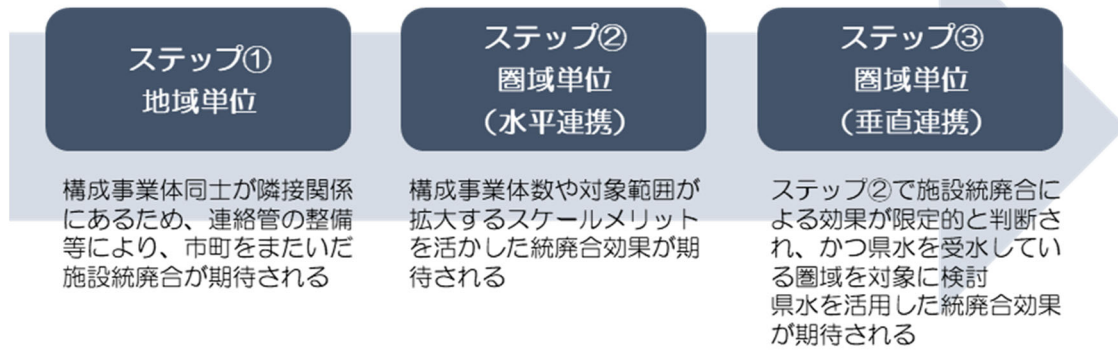 ステップ①
地域単位
構成事業体同士が隣接関係
にあるため、連絡管の整備
等により、市町をまたいだ
施設統廃合が期待される
ステップ②
圏域単位
（水平連携）
構成事業体数や対象範囲が
拡大するスケールメリット
を活かした統廃合効果が期
待される
ステップ③
圏域単位
（垂直連携）
ステップ②で施設統廃合に
よる効果が限定的と判断さ
れ、かつ県水を受水してい
る圏域を対象に検討
県水を活用した統廃合効果
が期待される